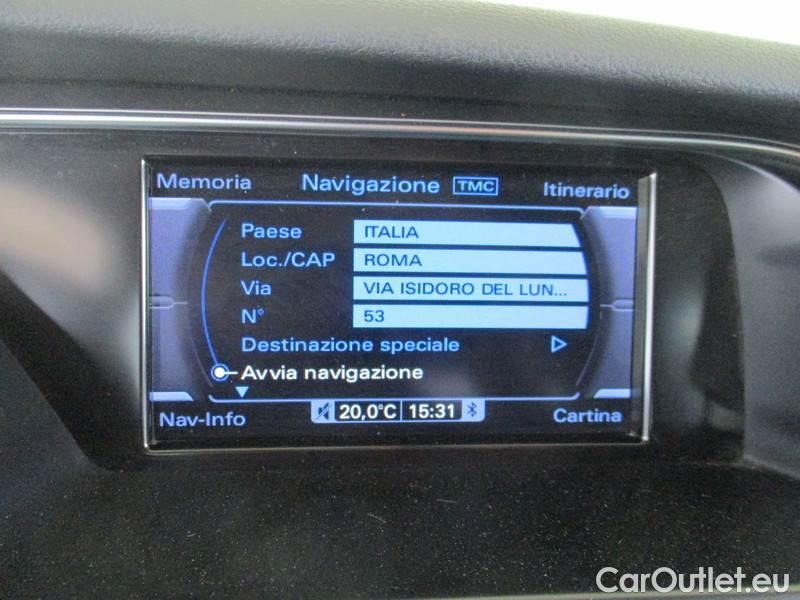 Memoria Navigazione TMC Itinerario
Paese ITALIA
Loc./CAP ROMA
Via VIA ISIDORO DEL LUN...
N° 53
Destinazione speciale
Avvia navigazione
Nav-Info 20,0°C 15:31 Cartina
CarOutlet.eu